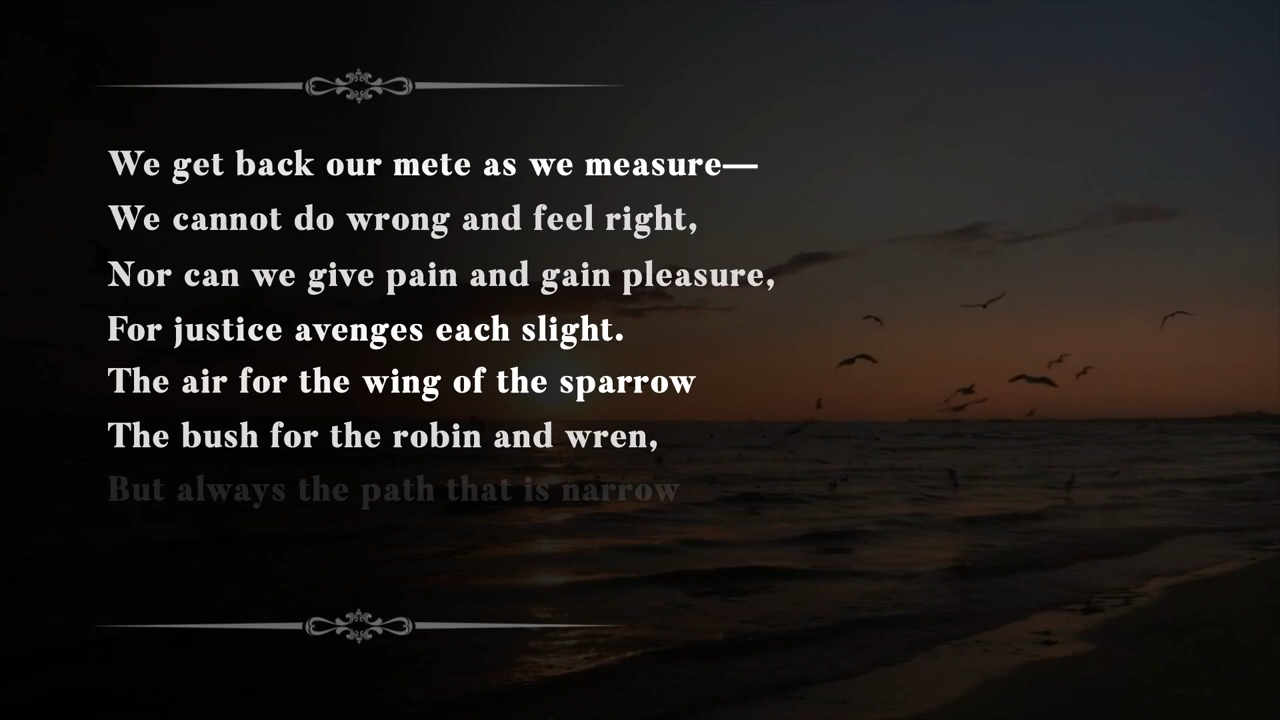 We get back our mete as we measure—
We cannot do wrong and feel right,
Nor can we give pain and gain pleasure,
For justice avenges each slight.
The air for the wing of the sparrow
The bush for the robin and wren,
But always the path that is narrow